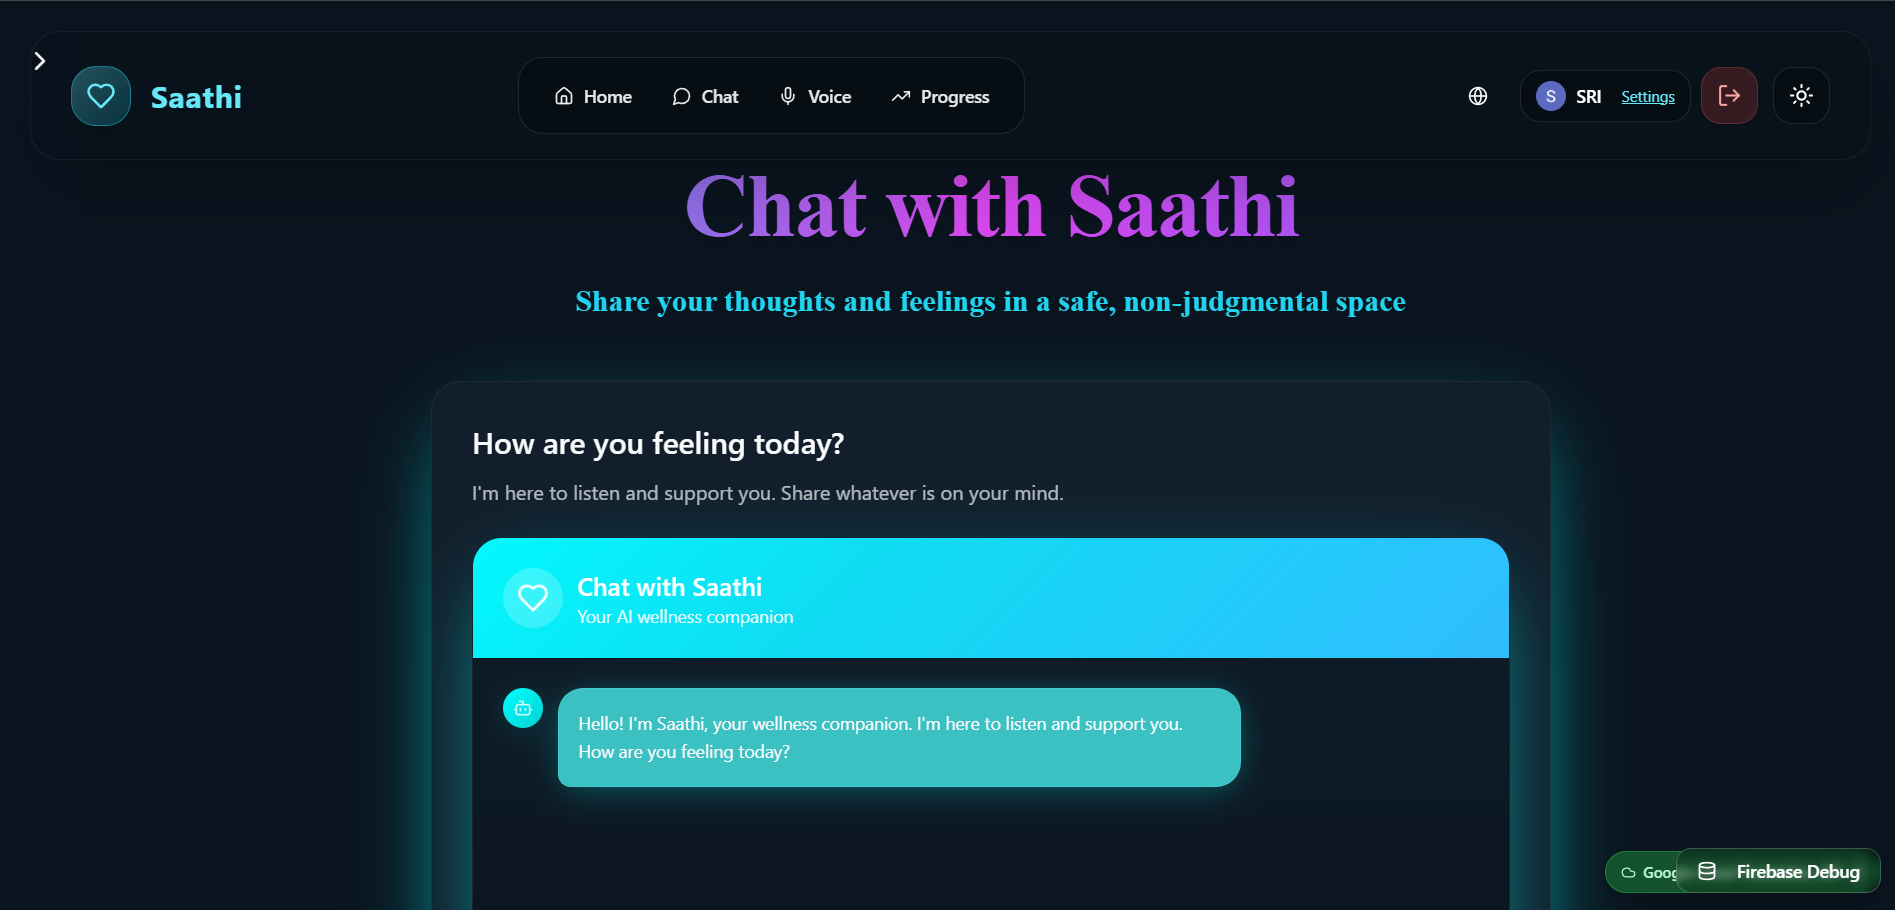 Saathi
Home
Chat
Voice
Progress
S
SRI
Settings
Chat with Saathi
Share your thoughts and feelings in a safe, non-judgmental space
How are you feeling today?
I'm here to listen and support you. Share whatever is on your mind.
Chat with Saathi
Your AI wellness companion
Hello! I'm Saathi, your wellness companion. I'm here to listen and support you.
How are you feeling today?
Firebase Debug